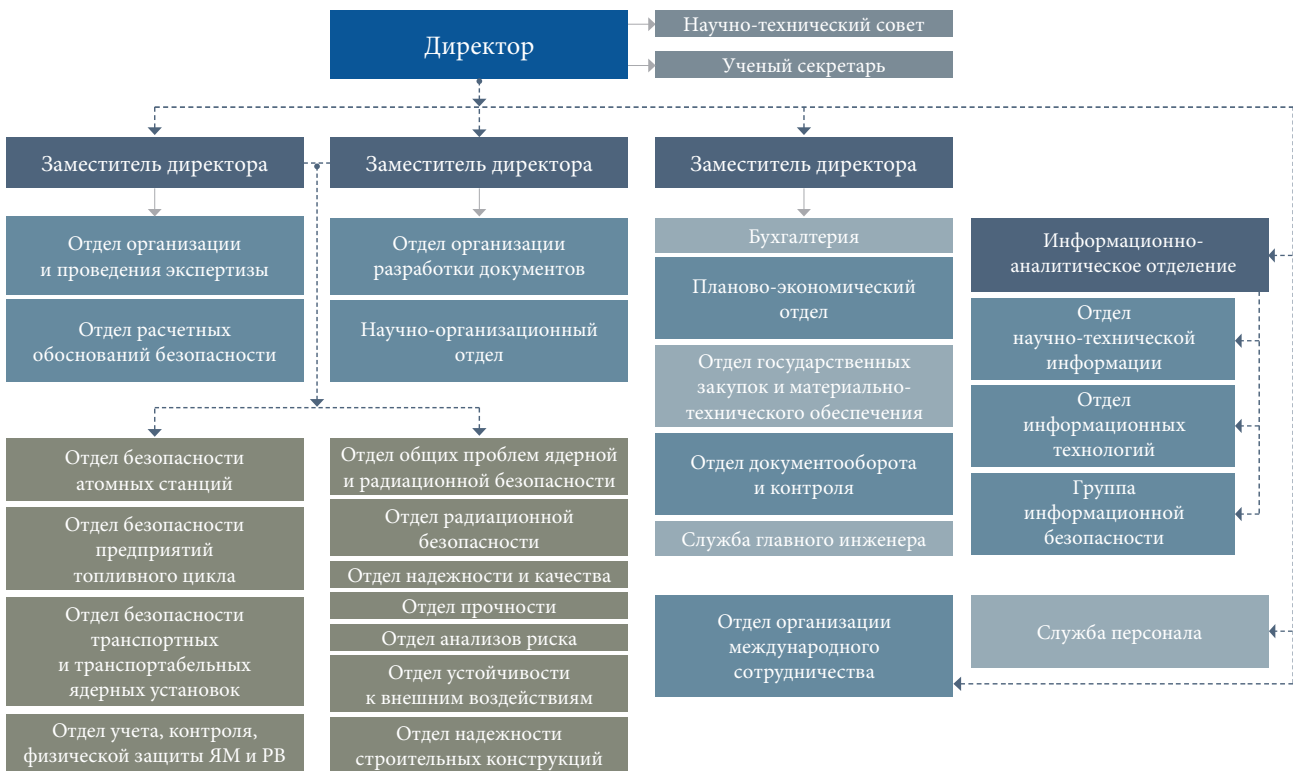 Директор
Научно-технический совет
Ученый секретарь
Заместитель директора
Заместитель директора
Заместитель директора
Отдел организации
и проведения экспертизы
Отдел расчетных
обоснований безопасности
Отдел организации
разработки документов
Научно-организационный
отдел
Бухгалтерия
Планово-экономический
отдел
Отдел государственных
закупок и материально-
технического обеспечения
Отдел документооборота
и контроля
Служба главного инженера
Информационно-
аналитическое отделение
Отдел
научно-технической
информации
Отдел
информационных
технологий
Группа
информационной
безопасности
Отдел безопасности
атомных станций
Отдел безопасности
предприятий
топливного цикла
Отдел безопасности
транспортных
и транспортабельных
ядерных установок
Отдел учета, контроля,
физической защиты ЯМ и РВ
Отдел общих проблем ядерной
и радиационной безопасности
Отдел радиационной
безопасности
Отдел надежности и качества
Отдел прочности
Отдел анализов риска
Отдел устойчивости
к внешним воздействиям
Отдел надежности
строительных конструкций
Отдел организации
международного
сотрудничества
Служба персонала